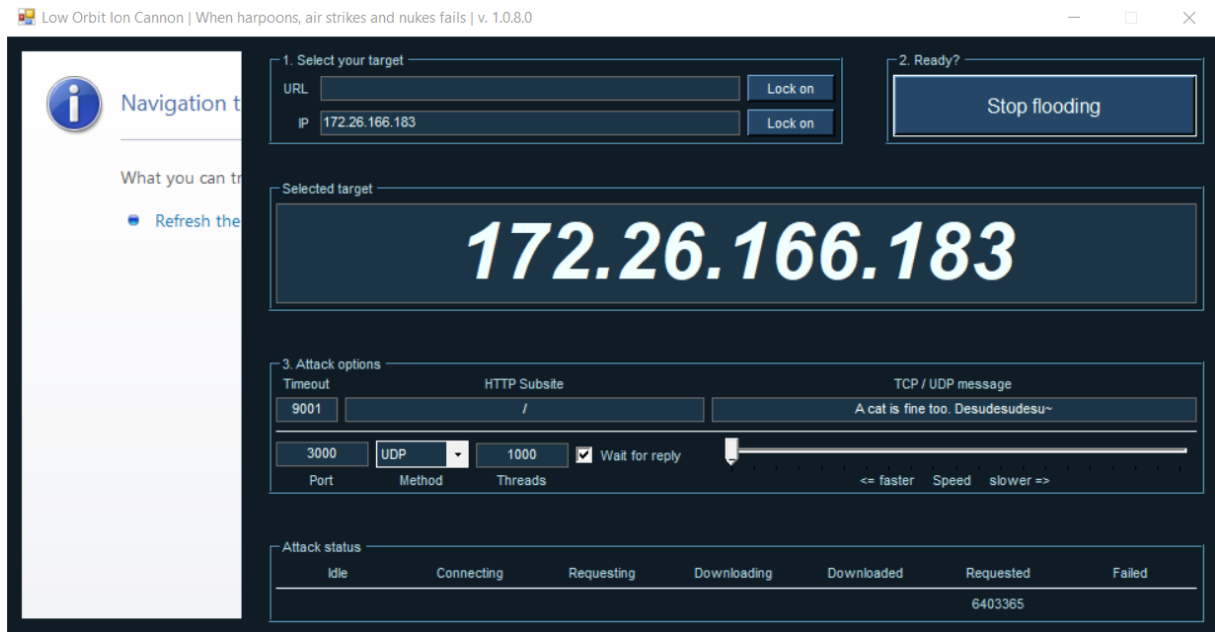 Low Orbit Ion Cannon | When harpoons, air strikes and nukes fails | v. 1.0.8.0
Navigation t
What you can tr
Refresh the
1. Select your target
URL
Lock on
IP
172.26.166.183
Lock on
2. Ready?
Stop flooding
Selected target
172.26.166.183
3. Attack options
Timeout HTTP Subsite TCP / UDP message
9001 / A cat is fine too. Desudesudesu~
3000 UDP 1000 Wait for reply
Port Method Threads <= faster Speed slower =>
Attack status
Idle Connecting Requesting Downloading Downloaded Requested Failed
6403365